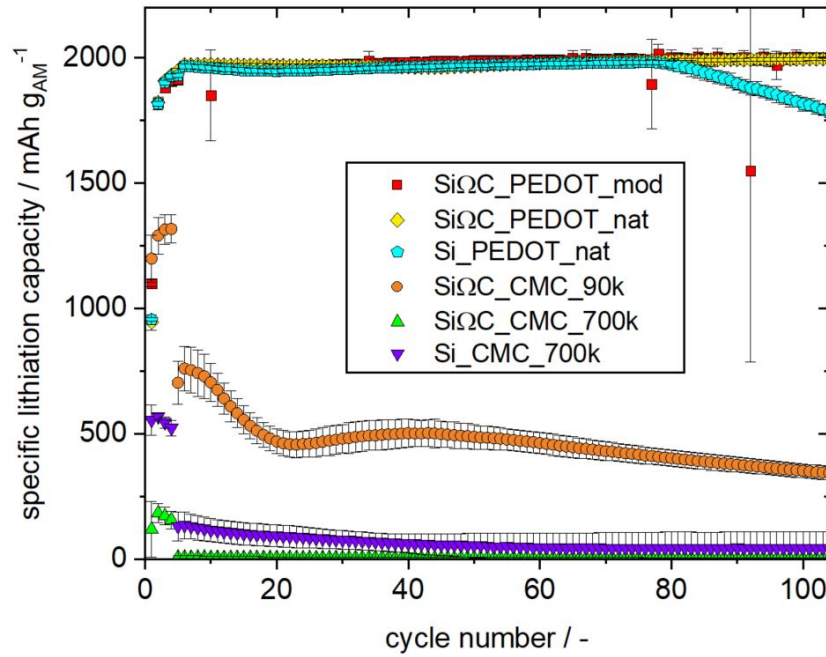 specific lithiation capacity / mAh g_AM^-1
2000
1500
1000
500
0
SiΩC_PEDOT_mod
SiΩC_PEDOT_nat
Si_PEDOT_nat
SiΩC_CMC_90k
SiΩC_CMC_700k
Si_CMC_700k
0 20 40 60 80 100
cycle number / -